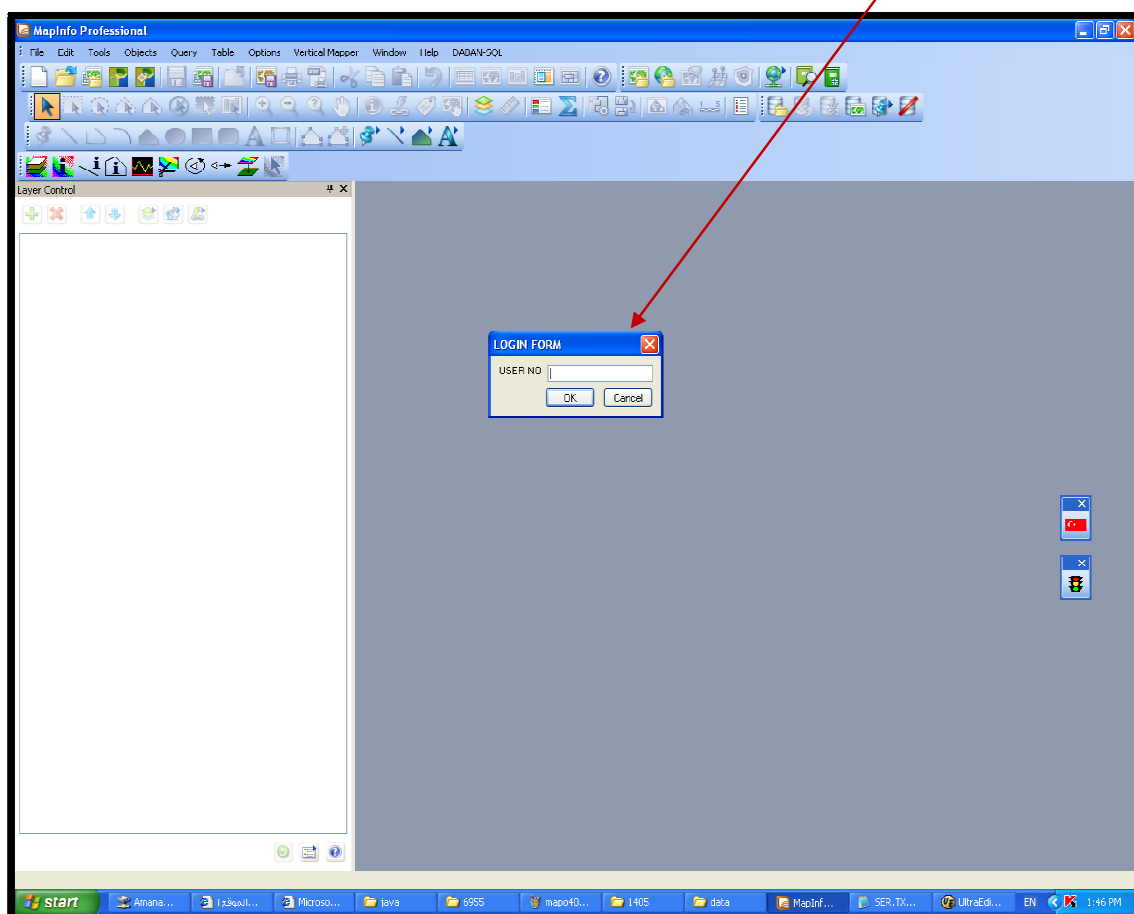 MapInfo Professional
File Edit Tools Objects Query Table Options Vertical Mapper Window Help DADAN-SQL
Layer Control
LOGIN FORM
USER NO
OK Cancel
start Amana... الموقع ا... Microso... java 6955 mapo40... 1405 data MapInf... SER.TX... UltraEdi... EN 1:46 PM